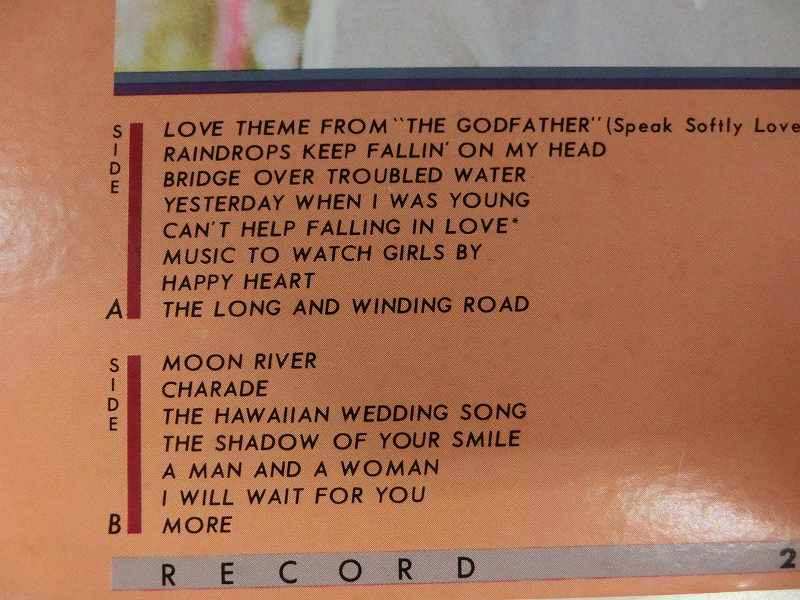 SIDE A
LOVE THEME FROM "THE GODFATHER" (Speak Softly Love
RAINDROPS KEEP FALLIN' ON MY HEAD
BRIDGE OVER TROUBLED WATER
YESTERDAY WHEN I WAS YOUNG
CAN'T HELP FALLING IN LOVE*
MUSIC TO WATCH GIRLS BY
HAPPY HEART
THE LONG AND WINDING ROAD
SIDE B
MOON RIVER
CHARADE
THE HAWAIIAN WEDDING SONG
THE SHADOW OF YOUR SMILE
A MAN AND A WOMAN
I WILL WAIT FOR YOU
MORE
RECORD 2